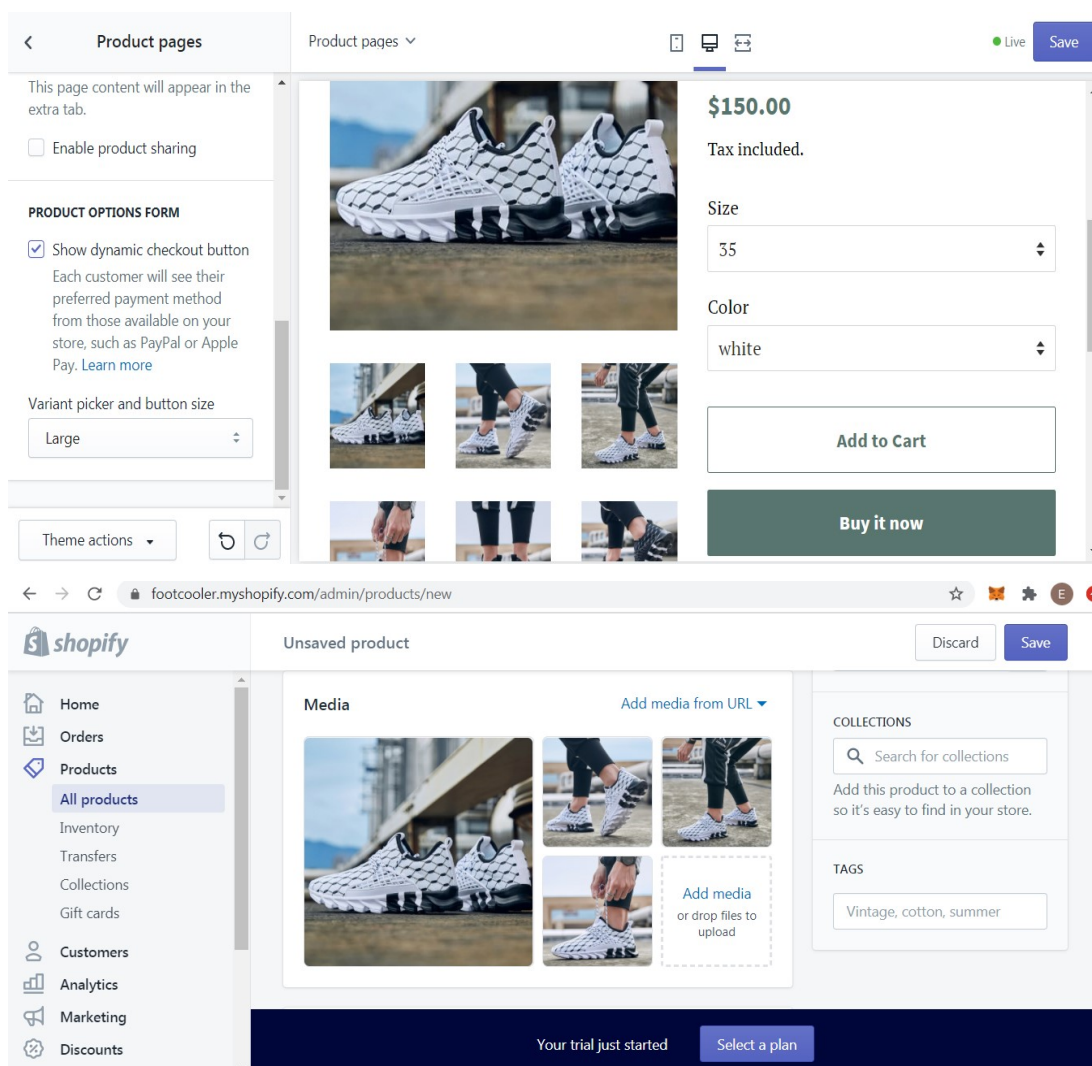 Product pages
Product pages
Live
Save
This page content will appear in the
extra tab.
Enable product sharing
PRODUCT OPTIONS FORM
Show dynamic checkout button
Each customer will see their
preferred payment method
from those available on your
store, such as PayPal or Apple
Pay. Learn more
Variant picker and button size
Large
Theme actions
$150.00
Tax included.
Size
35
Color
white
Add to Cart
Buy it now
footcooler.myshopify.com/admin/products/new
E
shopify
Unsaved product
Discard
Save
Home
Orders
Products
All products
Inventory
Transfers
Collections
Gift cards
Customers
Analytics
Marketing
Discounts
Media
Add media from URL
Add media
or drop files to
upload
COLLECTIONS
Search for collections
Add this product to a collection
so it's easy to find in your store.
TAGS
Vintage, cotton, summer
Your trial just started
Select a plan